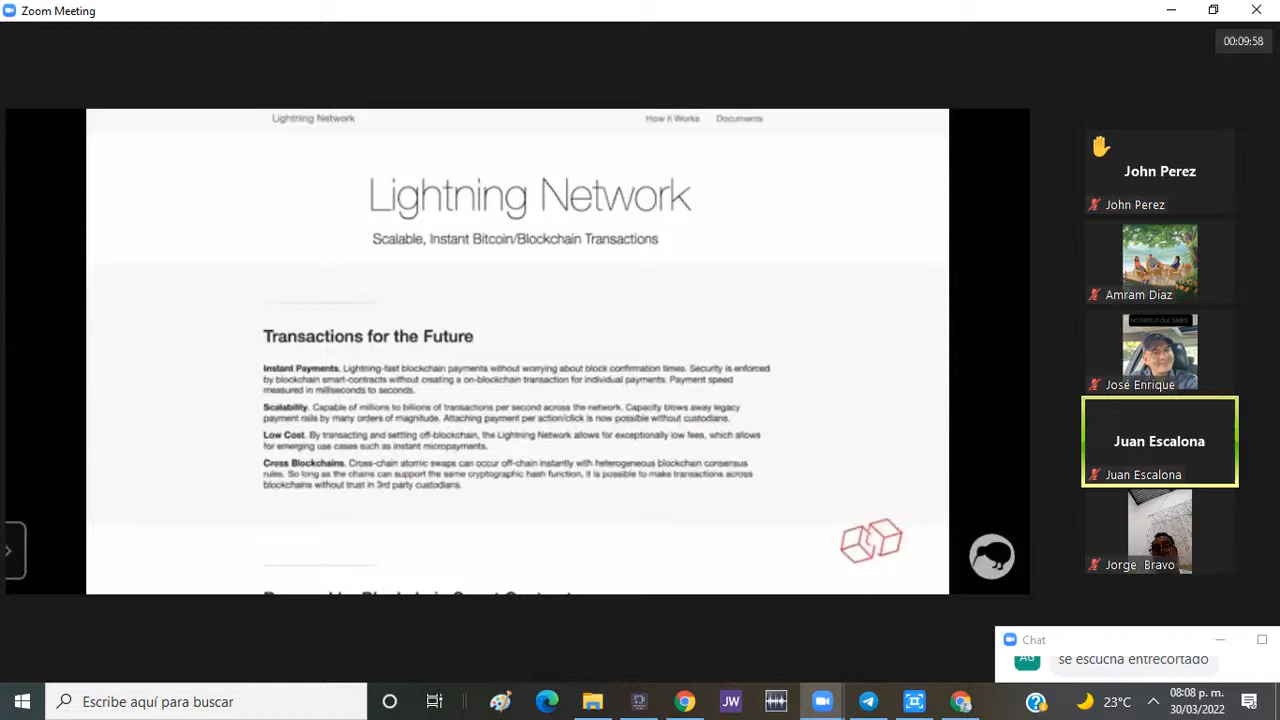 Zoom Meeting
00:09:58
Lightning Network
How it Works Documents
Lightning Network
Scalable, Instant Bitcoin/Blockchain Transactions
Transactions for the Future
Instant Payments. Lightning-fast blockchain payments without worrying about block confirmation times. Security is enforced
by blockchain smart-contracts without creating a on-blockchain transaction for individual payments. Payment speed
measured in milliseconds to seconds.
Scalability. Capable of millions to billions of transactions per second across the network. Capacity blows away legacy
payment rails by many orders of magnitude. Attaching payment per action/click is now possible without custodians.
Low Cost. By transacting and settling off-blockchain, the Lightning Network allows for exceptionally low fees, which allows
for emerging use cases such as instant micropayments.
Cross Blockchains. Cross-chain atomic swaps can occur off-chain instantly with heterogeneous blockchain consensus
rules. So long as the chains can support the same cryptographic hash function, it is possible to make transactions across
blockchains without trust in 3rd party custodians.
John Perez
John Perez
Amram Diaz
José Enrique
Juan Escalona
Juan Escalona
Jorge Bravo
Chat
AG
se escucha entrecortado
Escribe aquí para buscar
JW
23°C
08:08 p. m.
30/03/2022